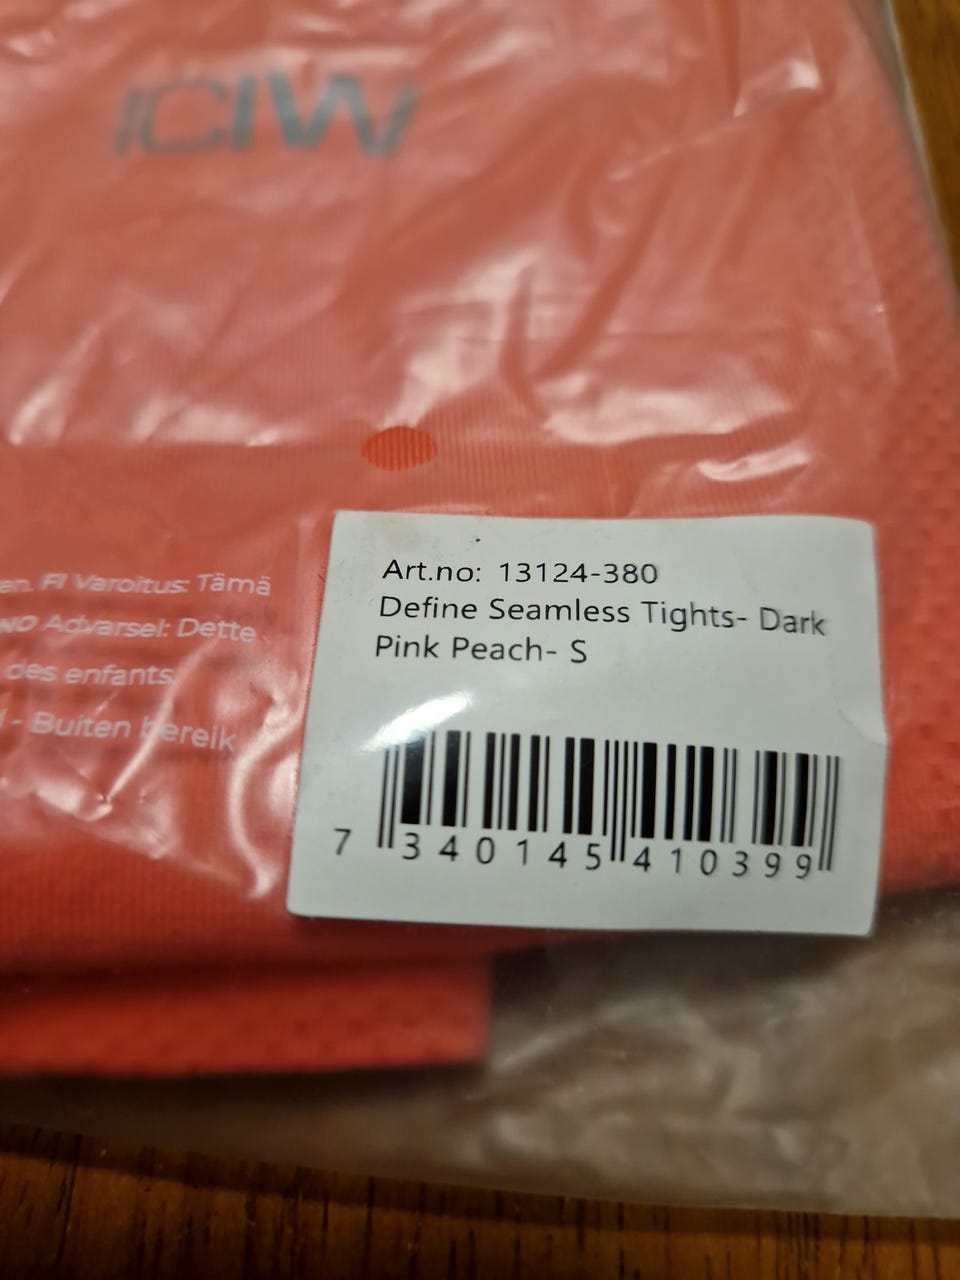 ICIW
en. FI Varoitus: Tämä
NO Advarsel: Dette
des enfants.
- Buiten bereik
Art.no: 13124-380
Define Seamless Tights- Dark
Pink Peach- S
7 340145 410399